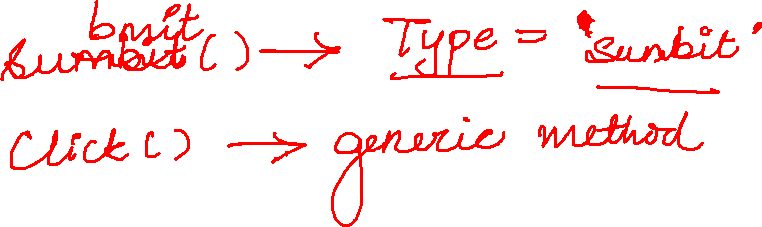 bmit
Sumbit() → Type = 'Sumbit'
Click() → generic method